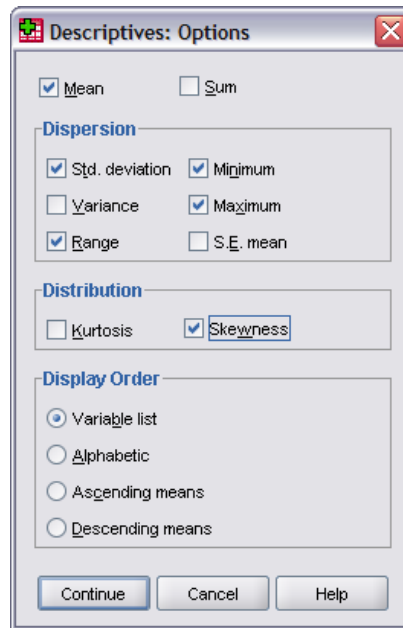 Descriptives: Options
Mean Sum
Dispersion
Std. deviation Minimum
Variance Maximum
Range S.E. mean
Distribution
Kurtosis Skewness
Display Order
Variable list
Alphabetic
Ascending means
Descending means
Continue Cancel Help